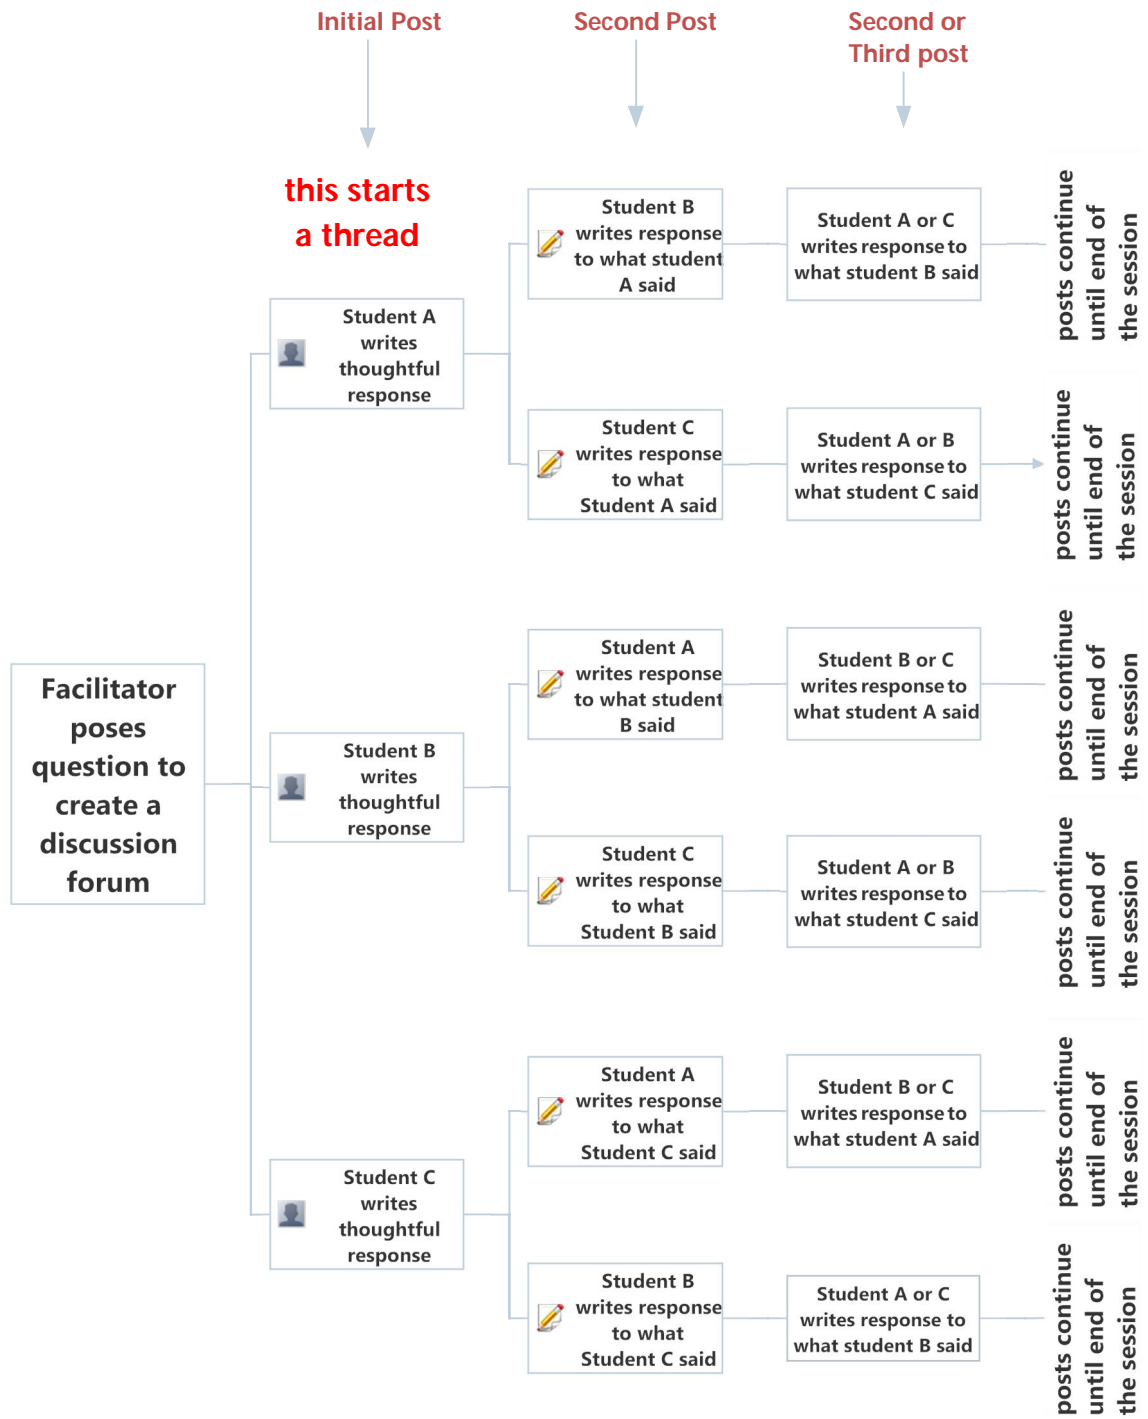 Initial Post
Second Post
Second or
Third post
this starts
a thread
Facilitator
poses
question to
create a
discussion
forum
Student A
writes
thoughtful
response
Student B
writes response
to what student
A said
Student A or C
writes response to
what student B said
posts continue
until end of
the session
Student C
writes response
to what
Student A said
Student A or B
writes response to
what student C said
posts continue
until end of
the session
Student B
writes
thoughtful
response
Student A
writes response
to what student
B said
Student B or C
writes response to
what student A said
posts continue
until end of
the session
Student C
writes response
to what
Student B said
Student A or B
writes response to
what student C said
posts continue
until end of
the session
Student C
writes
thoughtful
response
Student A
writes response
to what
Student C said
Student B or C
writes response to
what student A said
posts continue
until end of
the session
Student B
writes response
to what
Student C said
Student A or C
writes response to
what student B said
posts continue
until end of
the session